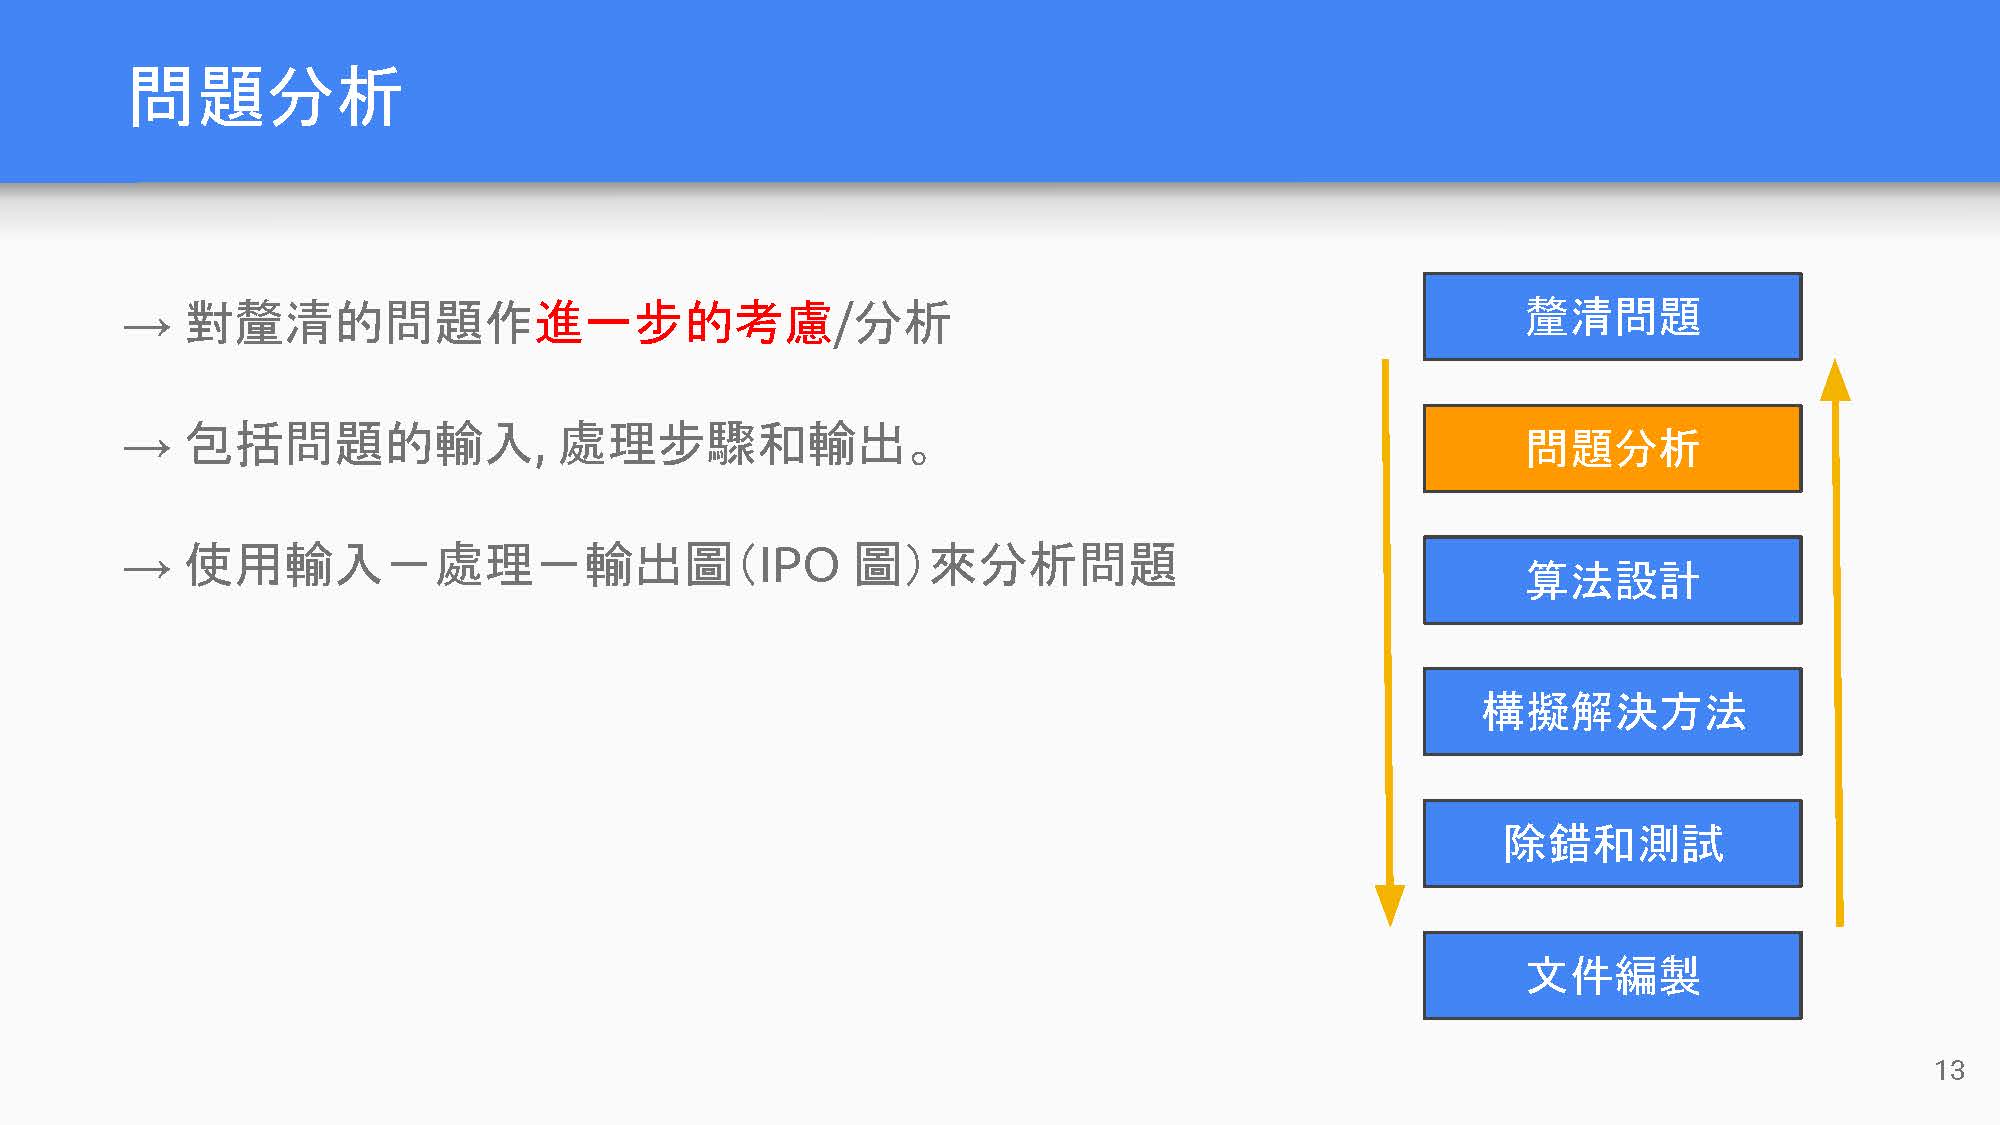 問題分析
→ 對釐清的問題作進一步的考慮/分析
→ 包括問題的輸入, 處理步驟和輸出。
→ 使用輸入－處理－輸出圖（IPO 圖）來分析問題
釐清問題
問題分析
算法設計
構擬解決方法
除錯和測試
文件編製
13